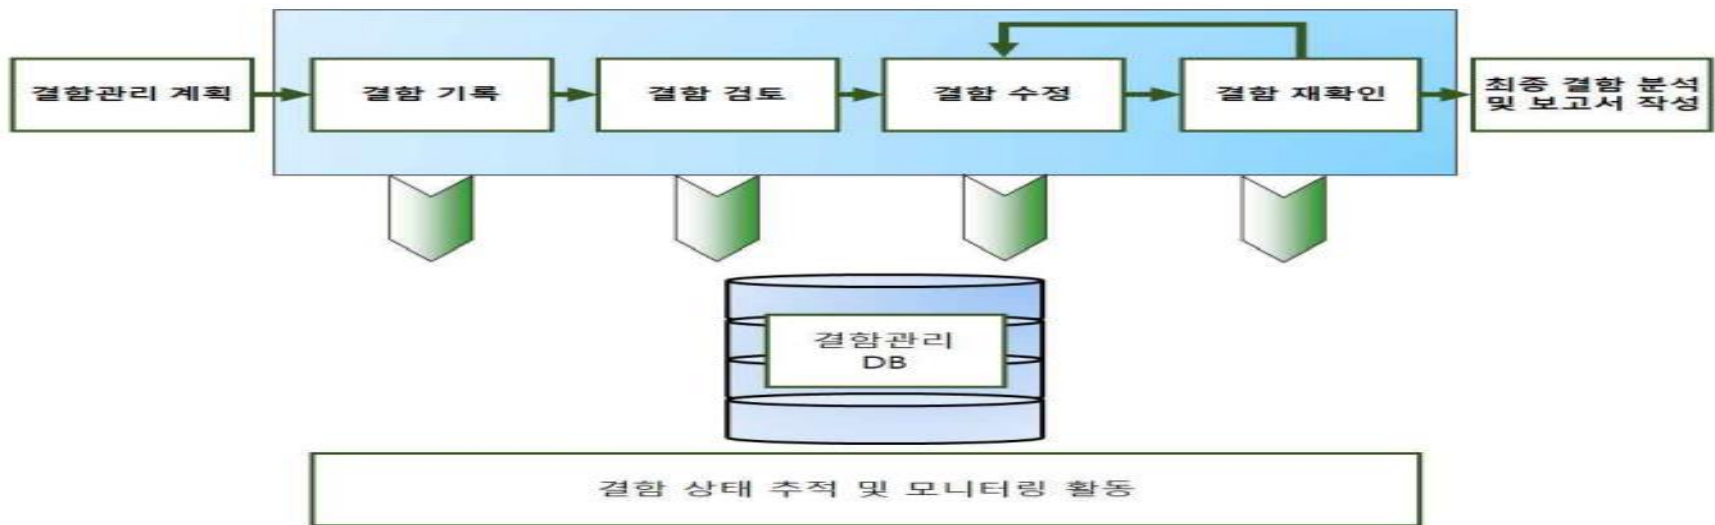 결함관리 계획
결함 기록
결함 검토
결함 수정
결함 재확인
최종 결함 분석
및 보고서 작성
결함관리
DB
결함 상태 추적 및 모니터링 활동